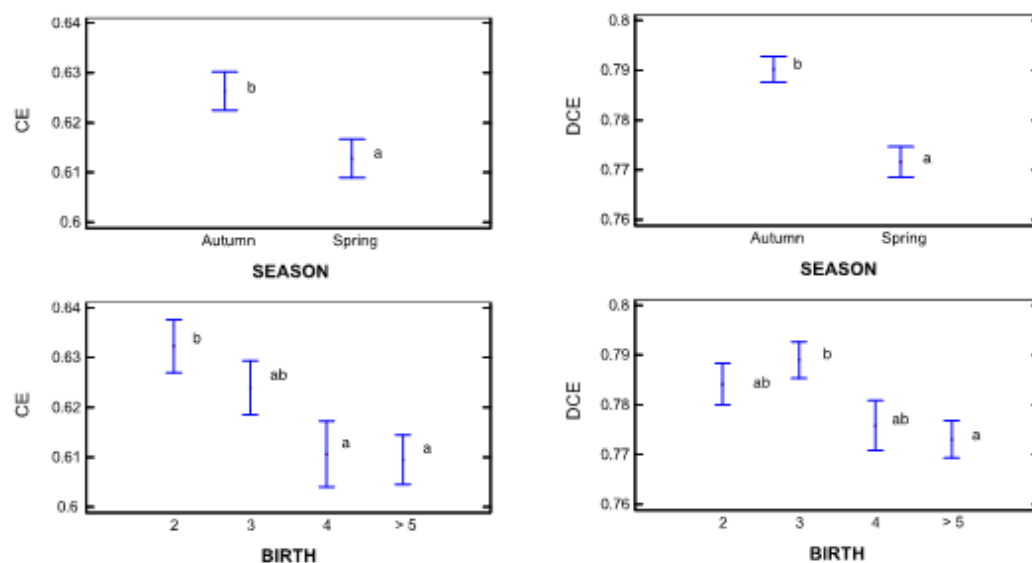 0.64
0.63
0.62
0.61
0.6
CE
b
a
Autumn Spring
SEASON
0.8
0.79
0.78
0.77
0.76
DCE
b
a
Autumn Spring
SEASON
0.64
0.63
0.62
0.61
0.6
CE
b
ab
a
a
2 3 4 > 5
BIRTH
0.8
0.79
0.78
0.77
0.76
DCE
ab
b
ab
a
2 3 4 > 5
BIRTH